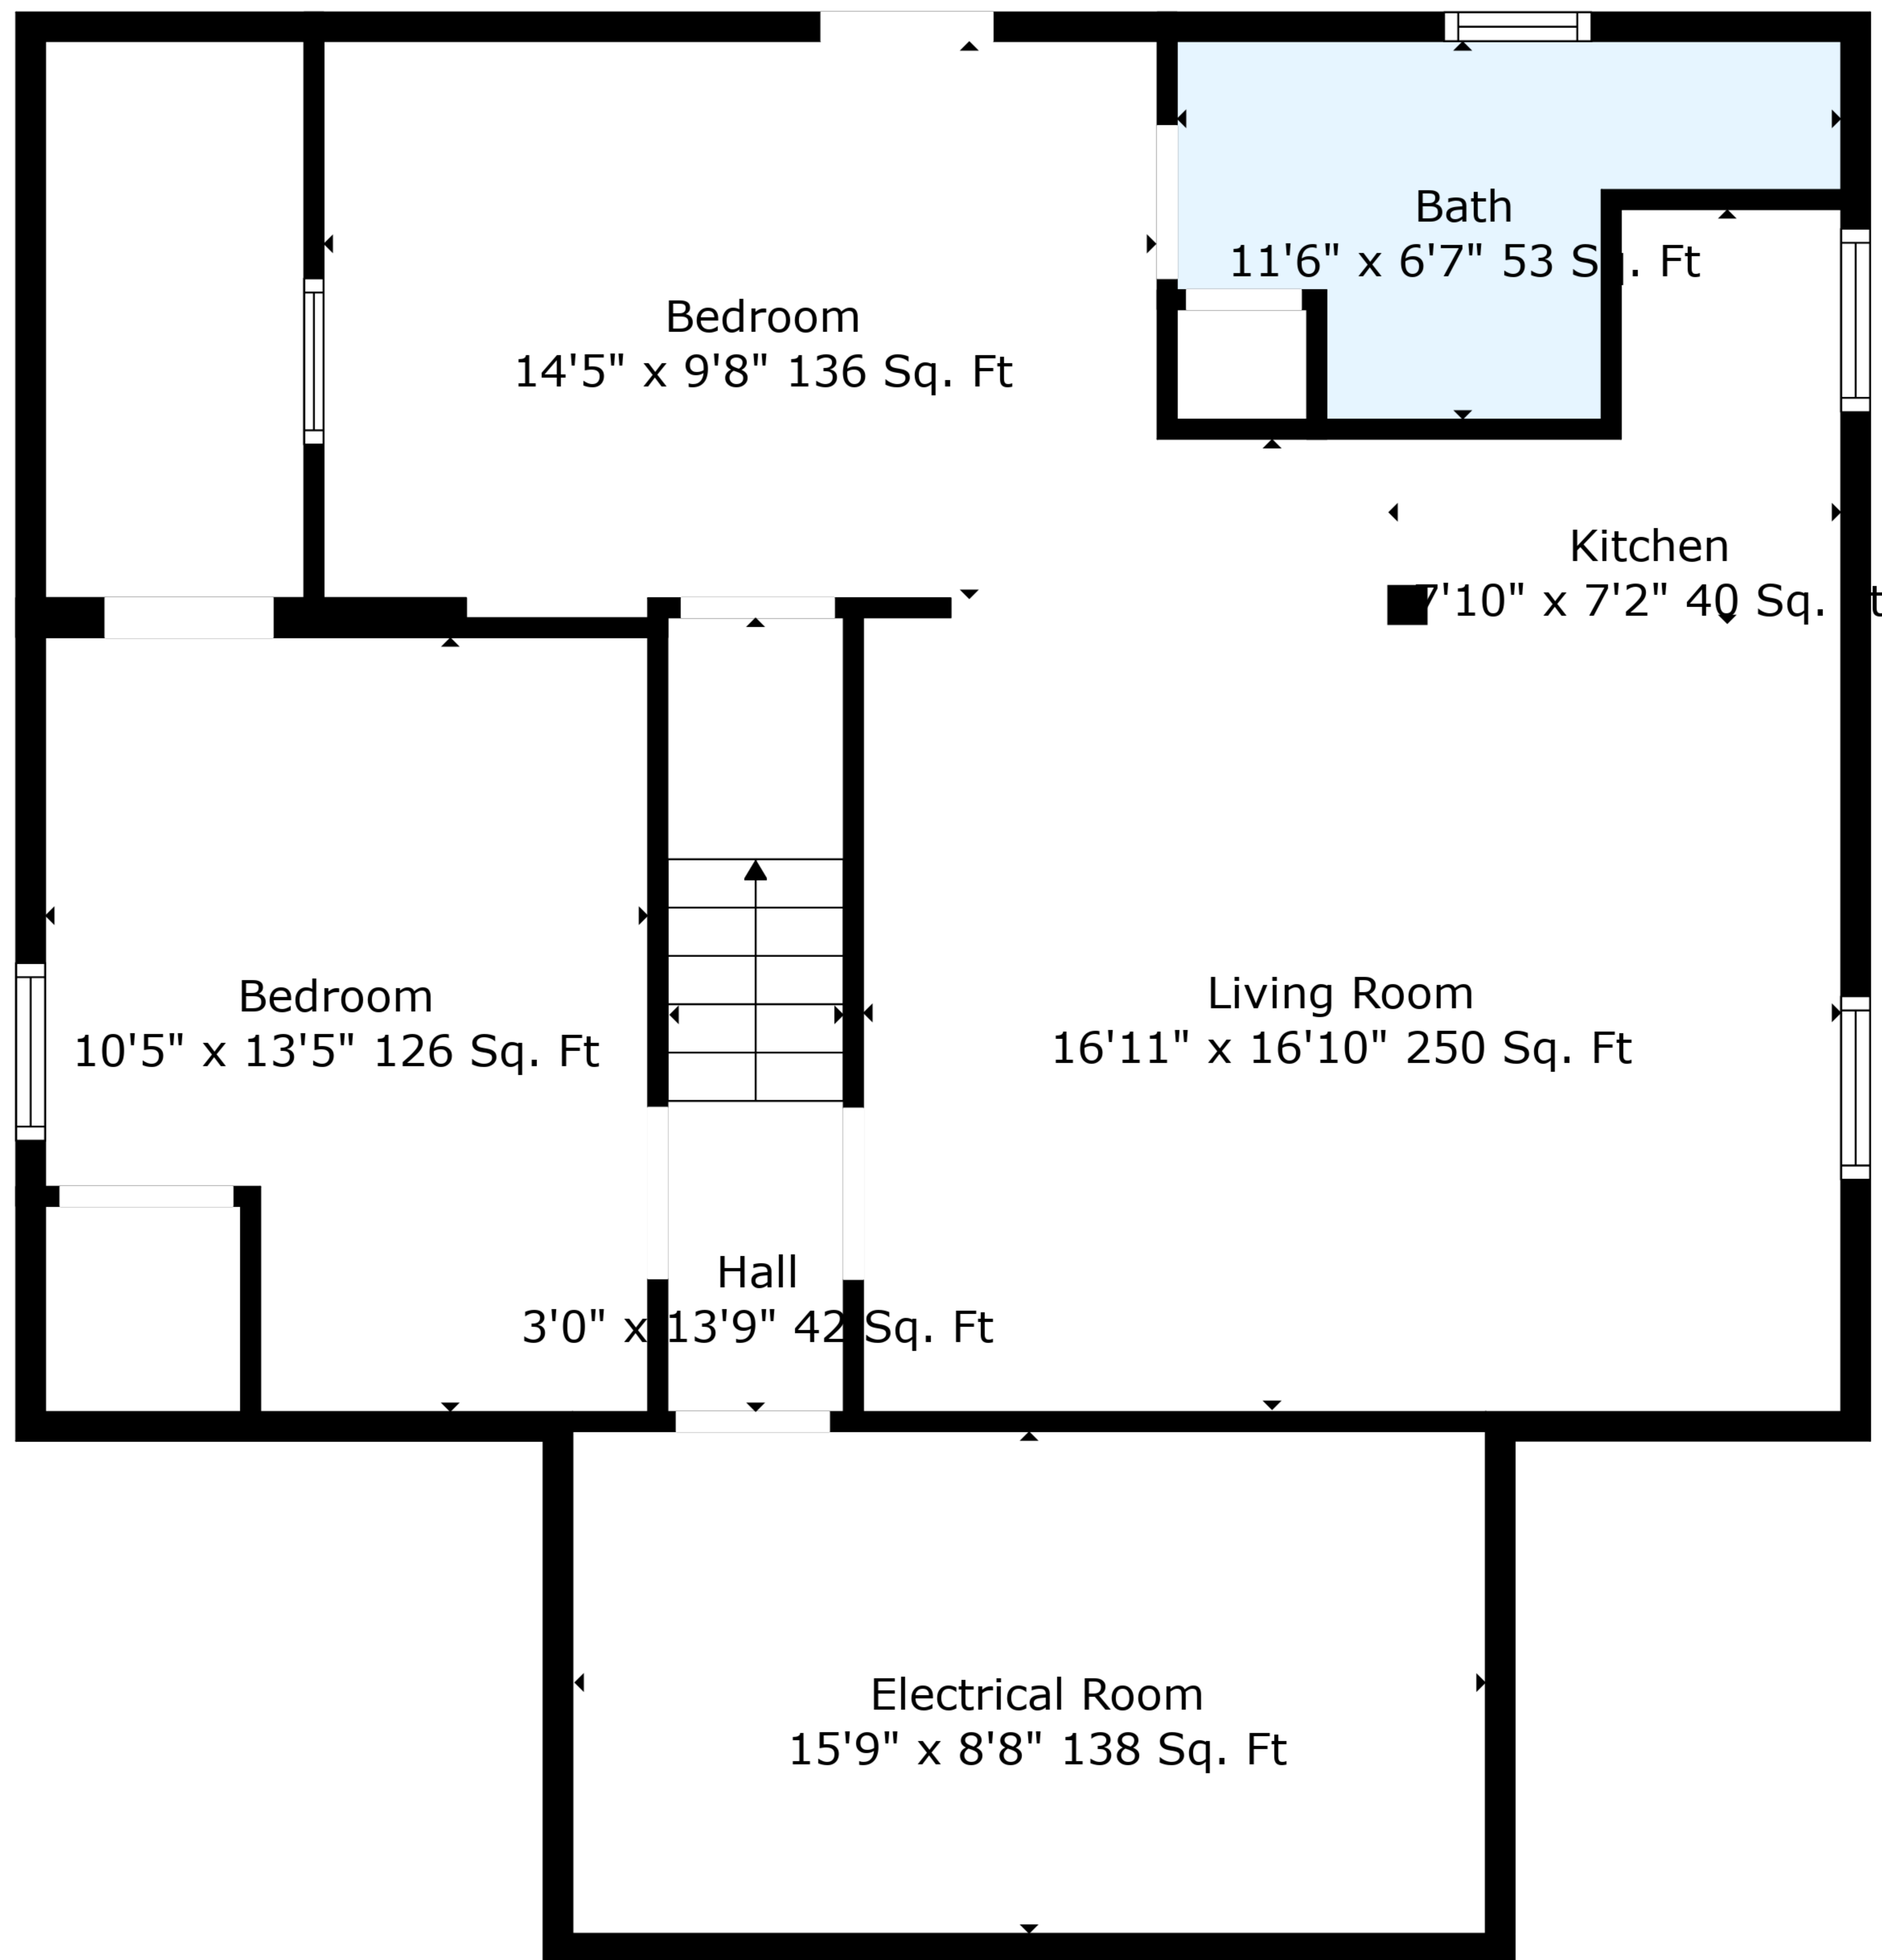 Bath
11'6" x 6'7" 53 Sq. Ft
Bedroom
14'5" x 9'8" 136 Sq. Ft
Kitchen
7'10" x 7'2" 40 Sq. Ft
Bedroom
10'5" x 13'5" 126 Sq. Ft
Living Room
16'11" x 16'10" 250 Sq. Ft
Hall
3'0" x 13'9" 42 Sq. Ft
Electrical Room
15'9" x 8'8" 138 Sq. Ft